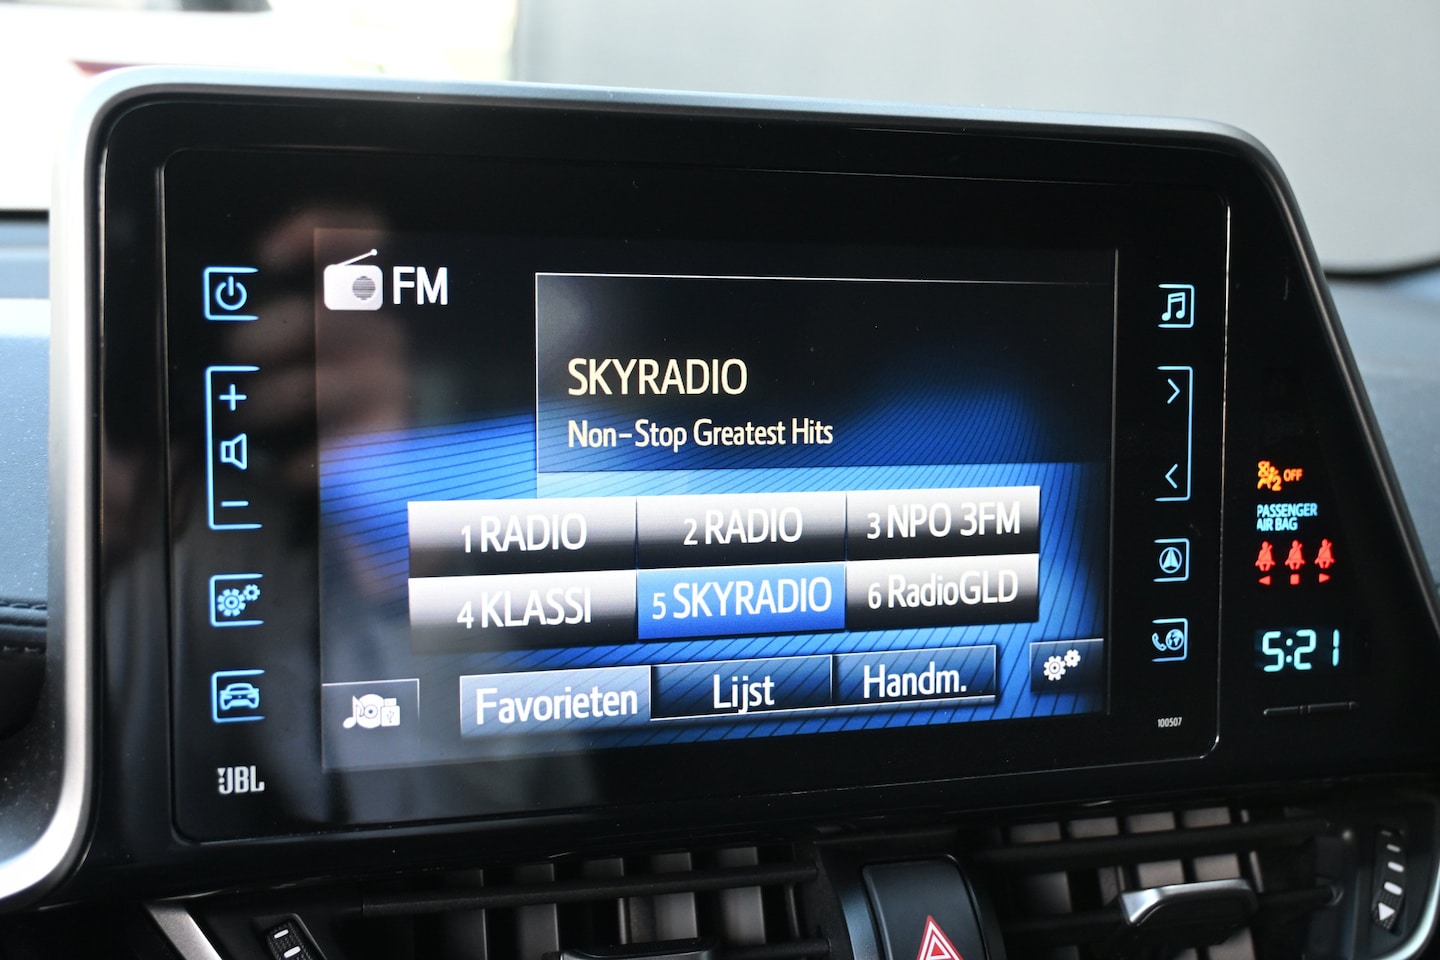 FM
SKYRADIO
Non-Stop Greatest Hits
1 RADIO 2 RADIO 3 NPO 3FM
4 KLASSI 5 SKYRADIO 6 RadioGLD
Favorieten Lijst Handm.
JBL
100507
2 OFF
PASSENGER
AIR BAG
5:21